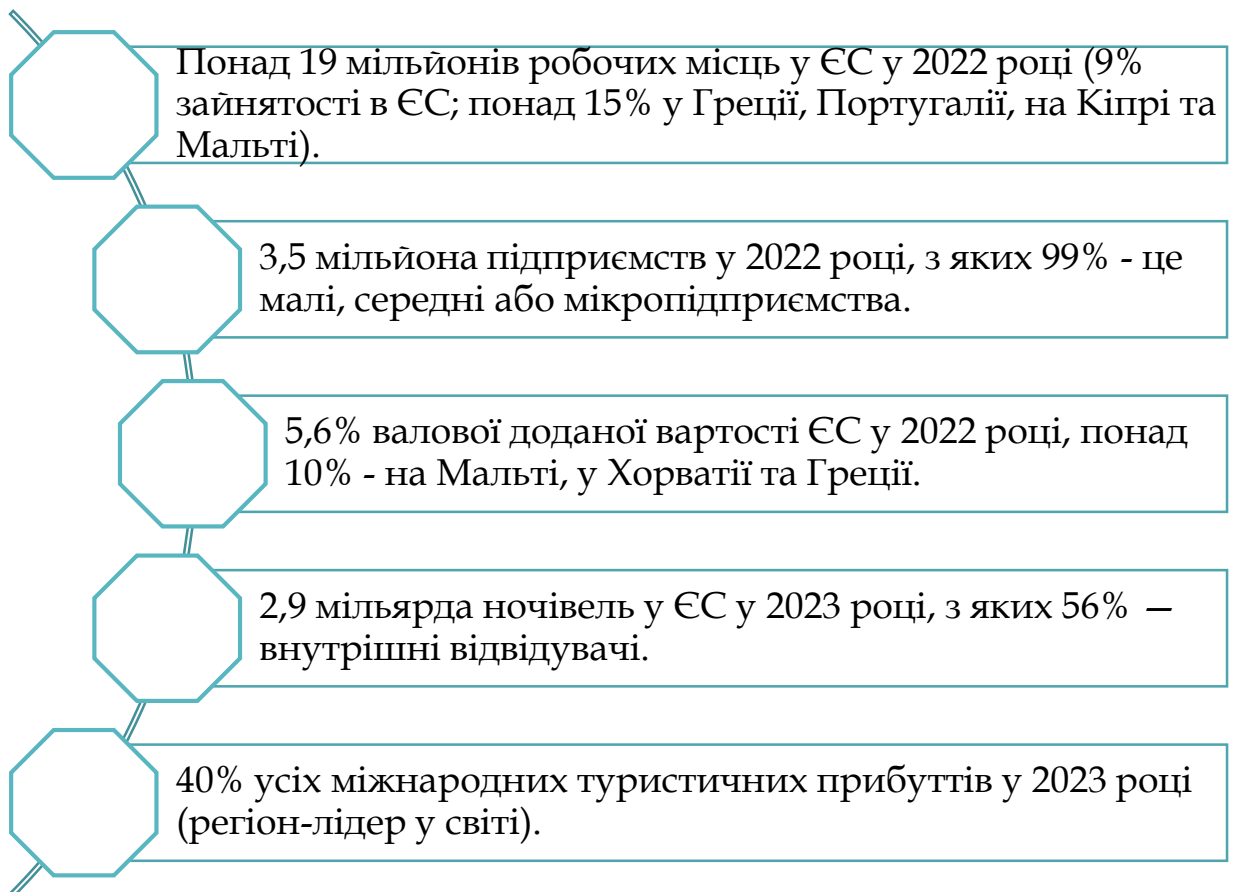 Понад 19 мільйонів робочих місць у ЄС у 2022 році (9%
зайнятості в ЄС; понад 15% у Греції, Португалії, на Кіпрі та
Мальті).
3,5 мільйона підприємств у 2022 році, з яких 99% - це
малі, середні або мікропідприємства.
5,6% валової доданої вартості ЄС у 2022 році, понад
10% - на Мальті, у Хорватії та Греції.
2,9 мільярда ночівель у ЄС у 2023 році, з яких 56% —
внутрішні відвідувачі.
40% усіх міжнародних туристичних прибуттів у 2023 році
(регіон-лідер у світі).